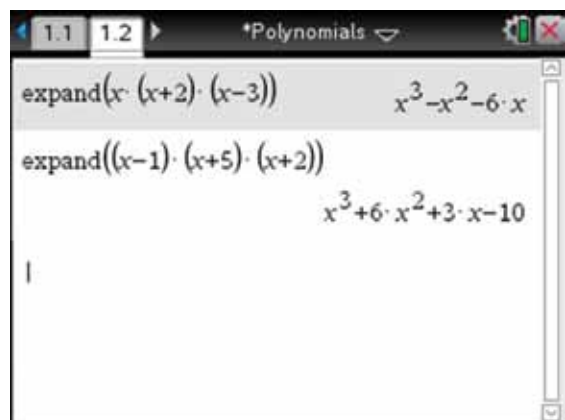 1.1 1.2 *Polynomials
expand(x·(x+2)·(x−3)) x³−x²−6·x
expand((x−1)·(x+5)·(x+2))
x³+6·x²+3·x−10